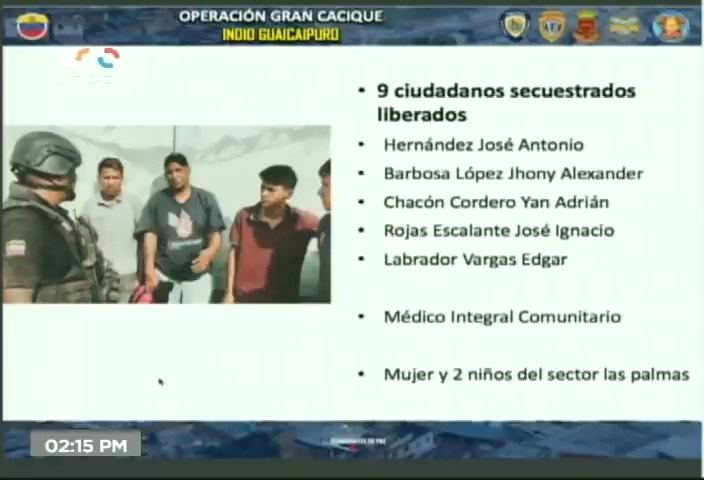 OPERACIÓN GRAN CACIQUE
INDIO GUAICAIPURO
• 9 ciudadanos secuestrados
liberados
• Hernández José Antonio
• Barbosa López Jhony Alexander
• Chacón Cordero Yan Adrián
• Rojas Escalante José Ignacio
• Labrador Vargas Edgar
• Médico Integral Comunitario
• Mujer y 2 niños del sector las palmas
02:15 PM